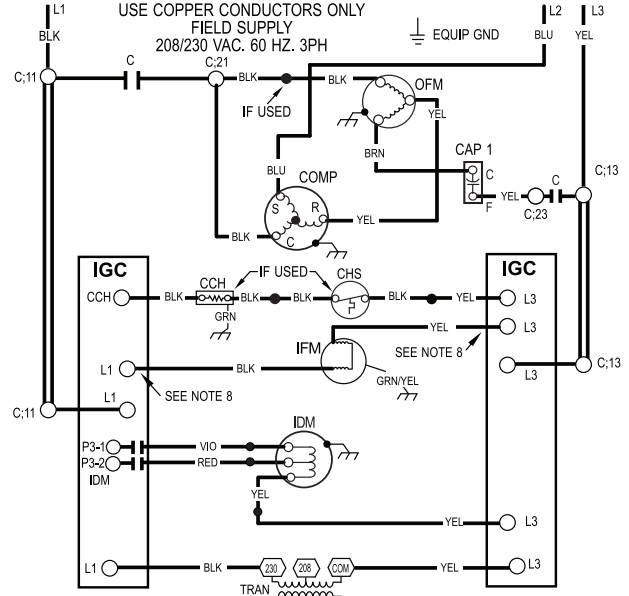 L1
USE COPPER CONDUCTORS ONLY
FIELD SUPPLY
208/230 VAC. 60 HZ. 3PH
L2
L3
BLK
EQUIP GND
BLU
YEL
C;11
C
C;21
BLK
BLK
OFM
IF USED
YEL
BRN
CAP 1
C
C;13
BLU
COMP
S
R
YEL
YEL
C
F
C;23
BLK
C
IGC
IF USED
IGC
CCH
CHS
CCH
BLK
BLK
BLK
BLK
YEL
L3
GRN
YEL
L3
IFM
SEE NOTE 8
L1
BLK
L3
C;13
GRN/YEL
SEE NOTE 8
L1
C;11
IDM
P3-1
VIO
P3-2
RED
IDM
YEL
YEL
L3
L1
BLK
230
208
COM
YEL
L3
TRAN